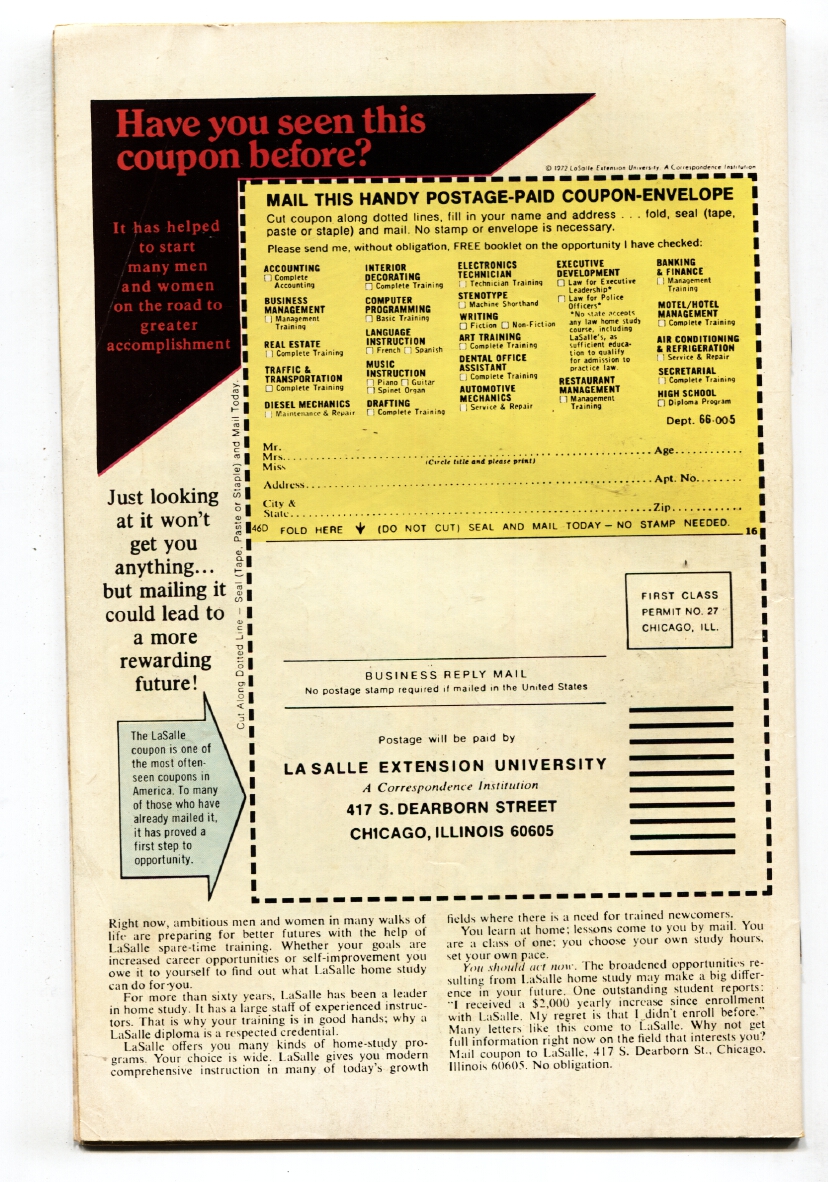 Have you seen this
coupon before?
© 1972 LaSalle Extension University. A Correspondence Institution
It has helped
to start
many men
and women
on the road to
greater
accomplishment
MAIL THIS HANDY POSTAGE-PAID COUPON-ENVELOPE
Cut coupon along dotted lines, fill in your name and address . . . fold, seal (tape,
paste or staple) and mail. No stamp or envelope is necessary.
Please send me, without obligation, FREE booklet on the opportunity I have checked:
ACCOUNTING
☐ Complete
Accounting
BUSINESS
MANAGEMENT
☐ Management
Training
REAL ESTATE
☐ Complete Training
TRAFFIC &
TRANSPORTATION
☐ Complete Training
DIESEL MECHANICS
☐ Maintenance & Repair
INTERIOR
DECORATING
☐ Complete Training
COMPUTER
PROGRAMMING
☐ Basic Training
LANGUAGE
INSTRUCTION
☐ French ☐ Spanish
MUSIC
INSTRUCTION
☐ Piano ☐ Guitar
☐ Spinet Organ
DRAFTING
☐ Complete Training
ELECTRONICS
TECHNICIAN
☐ Technician Training
STENOTYPE
☐ Machine Shorthand
WRITING
☐ Fiction ☐ Non-Fiction
ART TRAINING
☐ Complete Training
DENTAL OFFICE
ASSISTANT
☐ Complete Training
AUTOMOTIVE
MECHANICS
☐ Service & Repair
EXECUTIVE
DEVELOPMENT
☐ Law for Executive
Leadership*
☐ Law for Police
Officers*
*No state accepts
any law home study
course, including
LaSalle's, as
sufficient educa-
tion to qualify
for admission to
practice law.
RESTAURANT
MANAGEMENT
☐ Management
Training
BANKING
& FINANCE
☐ Management
Training
MOTEL/HOTEL
MANAGEMENT
☐ Complete Training
AIR CONDITIONING
& REFRIGERATION
☐ Service & Repair
SECRETARIAL
☐ Complete Training
HIGH SCHOOL
☐ Diploma Program
Dept. 66-005
Mr.
Mrs. Age
Miss (Circle title and please print)
Address Apt. No.
City &
State Zip
46D FOLD HERE ↓ (DO NOT CUT) SEAL AND MAIL TODAY — NO STAMP NEEDED. 16
Cut Along Dotted Line — Seal (Tape, Paste or Staple) and Mail Today.
Just looking
at it won't
get you
anything...
but mailing it
could lead to
a more
rewarding
future!
FIRST CLASS
PERMIT NO. 27
CHICAGO, ILL.
BUSINESS REPLY MAIL
No postage stamp required if mailed in the United States
Postage will be paid by
LA SALLE EXTENSION UNIVERSITY
A Correspondence Institution
417 S. DEARBORN STREET
CHICAGO, ILLINOIS 60605
The LaSalle
coupon is one of
the most often-
seen coupons in
America. To many
of those who have
already mailed it,
it has proved a
first step to
opportunity.
Right now, ambitious men and women in many walks of
life are preparing for better futures with the help of
LaSalle spare-time training. Whether your goals are
increased career opportunities or self-improvement you
owe it to yourself to find out what LaSalle home study
can do for you.
For more than sixty years, LaSalle has been a leader
in home study. It has a large staff of experienced instruc-
tors. That is why your training is in good hands; why a
LaSalle diploma is a respected credential.
LaSalle offers you many kinds of home-study pro-
grams. Your choice is wide. LaSalle gives you modern
comprehensive instruction in many of today's growth
fields where there is a need for trained newcomers.
You learn at home; lessons come to you by mail. You
are a class of one; you choose your own study hours,
set your own pace.
You should act now. The broadened opportunities re-
sulting from LaSalle home study may make a big differ-
ence in your future. One outstanding student reports:
"I received a $2,000 yearly increase since enrollment
with LaSalle. My regret is that I didn't enroll before."
Many letters like this come to LaSalle. Why not get
full information right now on the field that interests you?
Mail coupon to LaSalle, 417 S. Dearborn St., Chicago,
Illinois 60605. No obligation.